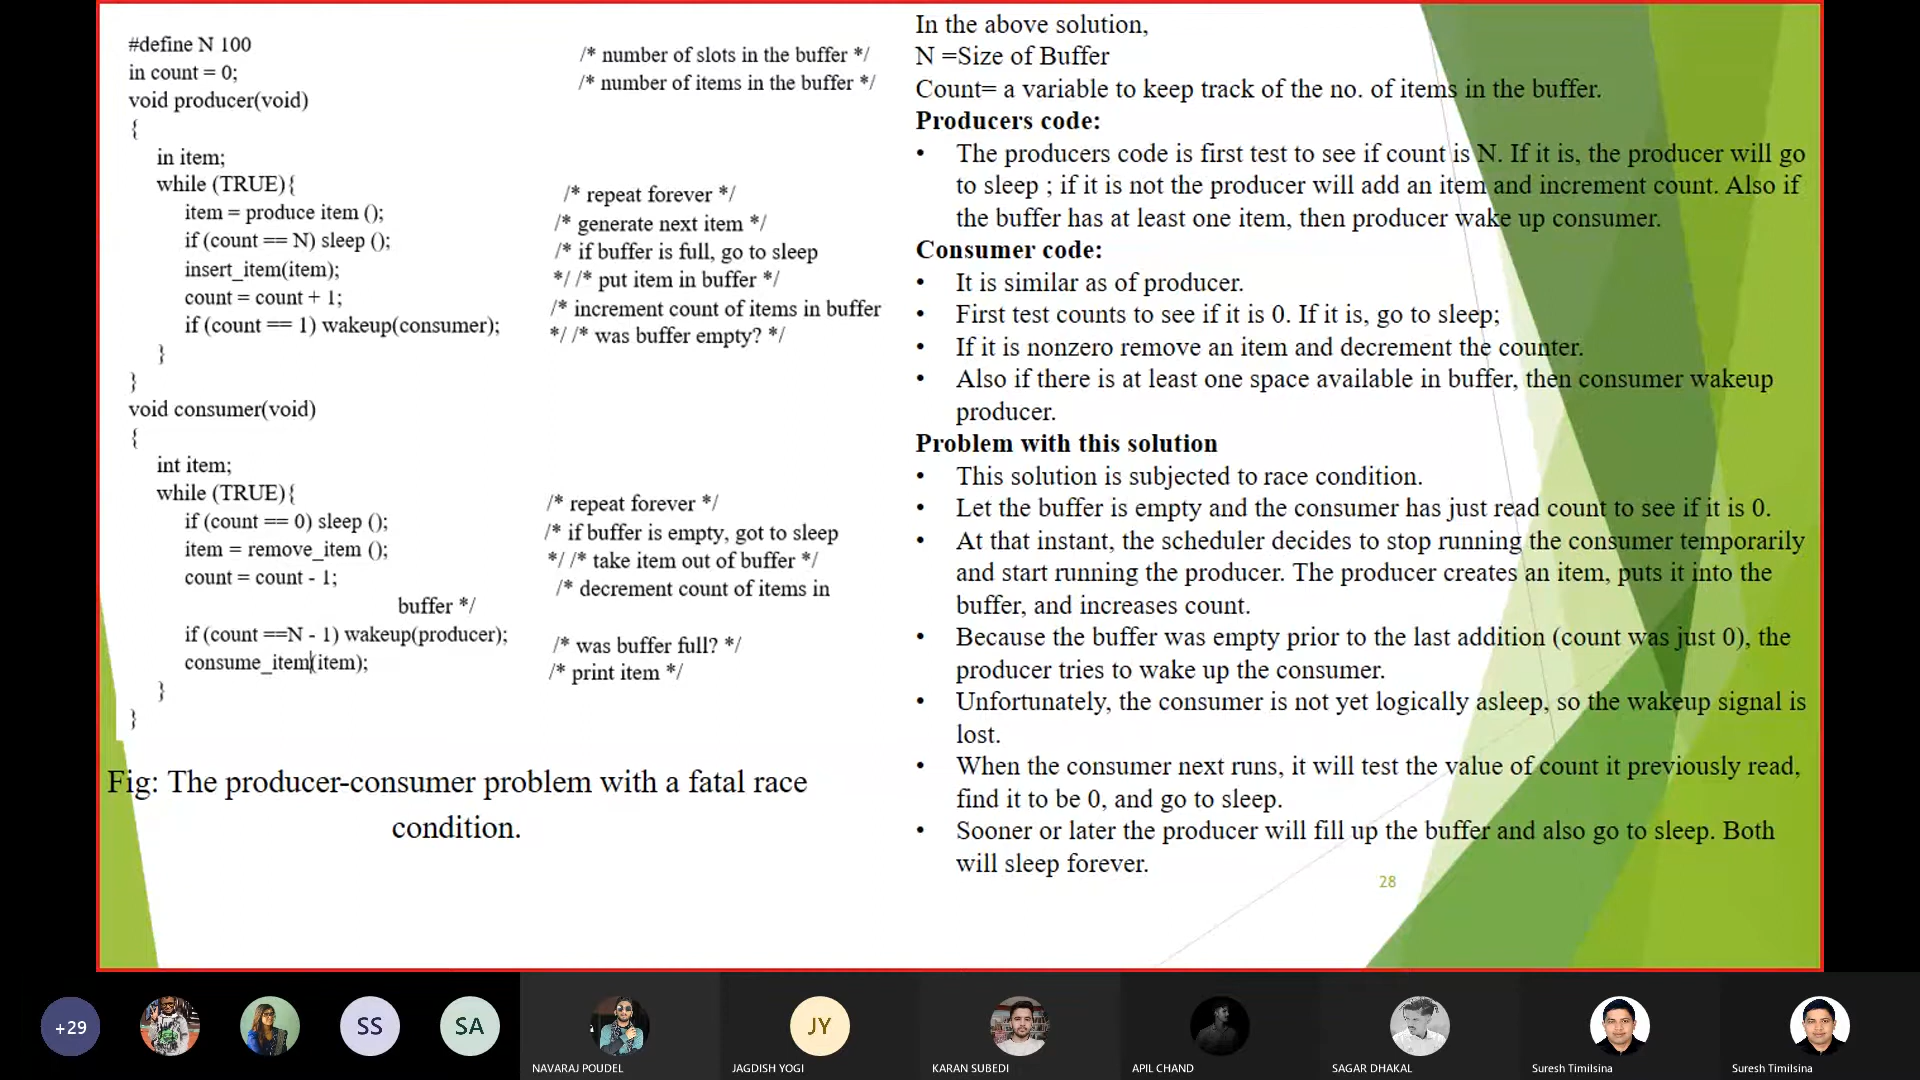 #define N 100 /* number of slots in the buffer */
in count = 0; /* number of items in the buffer */
void producer(void)
{
in item;
while (TRUE){ /* repeat forever */
item = produce item (); /* generate next item */
if (count == N) sleep (); /* if buffer is full, go to sleep
insert_item(item); */ /* put item in buffer */
count = count + 1; /* increment count of items in buffer
if (count == 1) wakeup(consumer); */ /* was buffer empty? */
}
}
void consumer(void)
{
int item;
while (TRUE){ /* repeat forever */
if (count == 0) sleep (); /* if buffer is empty, got to sleep
item = remove_item (); */ /* take item out of buffer */
count = count - 1; /* decrement count of items in
buffer */
if (count ==N - 1) wakeup(producer); /* was buffer full? */
consume_item(item); /* print item */
}
}
Fig: The producer-consumer problem with a fatal race
condition.
In the above solution,
N =Size of Buffer
Count= a variable to keep track of the no. of items in the buffer.
Producers code:
• The producers code is first test to see if count is N. If it is, the producer will go
to sleep ; if it is not the producer will add an item and increment count. Also if
the buffer has at least one item, then producer wake up consumer.
Consumer code:
• It is similar as of producer.
• First test counts to see if it is 0. If it is, go to sleep;
• If it is nonzero remove an item and decrement the counter.
• Also if there is at least one space available in buffer, then consumer wakeup
producer.
Problem with this solution
• This solution is subjected to race condition.
• Let the buffer is empty and the consumer has just read count to see if it is 0.
• At that instant, the scheduler decides to stop running the consumer temporarily
and start running the producer. The producer creates an item, puts it into the
buffer, and increases count.
• Because the buffer was empty prior to the last addition (count was just 0), the
producer tries to wake up the consumer.
• Unfortunately, the consumer is not yet logically asleep, so the wakeup signal is
lost.
• When the consumer next runs, it will test the value of count it previously read,
find it to be 0, and go to sleep.
• Sooner or later the producer will fill up the buffer and also go to sleep. Both
will sleep forever.
28
+29 SS SA JY
NAVARAJ POUDEL JAGDISH YOGI KARAN SUBEDI APIL CHAND SAGAR DHAKAL Suresh Timilsina Suresh Timilsina